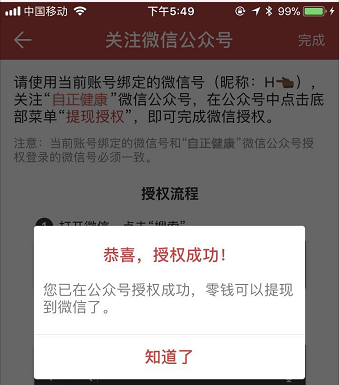 中国移动 下午5:49 99%
关注微信公众号 完成
请使用当前账号绑定的微信号（昵称：H👈🏾），
关注“自正健康”微信公众号，在公众号中点击底
部菜单“提现授权”，即可完成微信授权。
注意：当前账号绑定的微信号和“自正健康”微信公众号授
权登录的微信号必须一致。
授权流程
1 打开微信，点击“搜索”
恭喜，授权成功！
您已在公众号授权成功，零钱可以提现
到微信了。
知道了